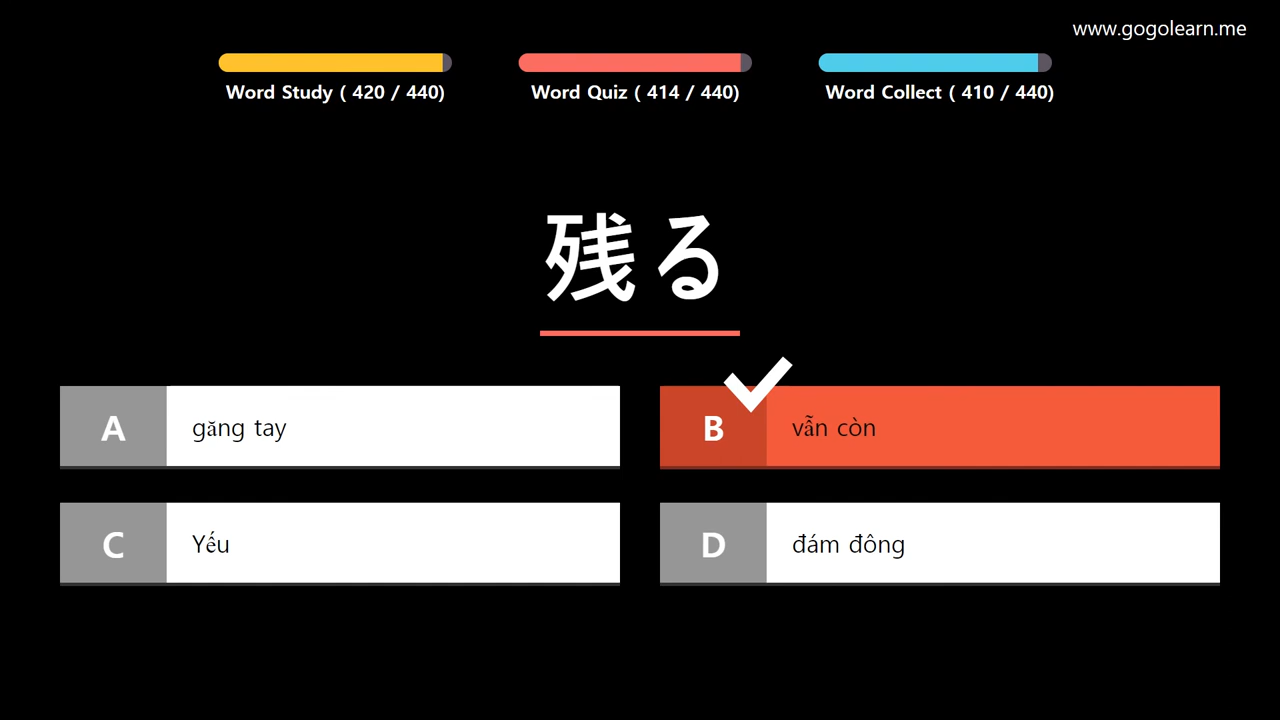 www.gogolearn.me
Word Study ( 420 / 440)
Word Quiz ( 414 / 440)
Word Collect ( 410 / 440)
残る
A găng tay
B vẫn còn
C Yếu
D đám đông